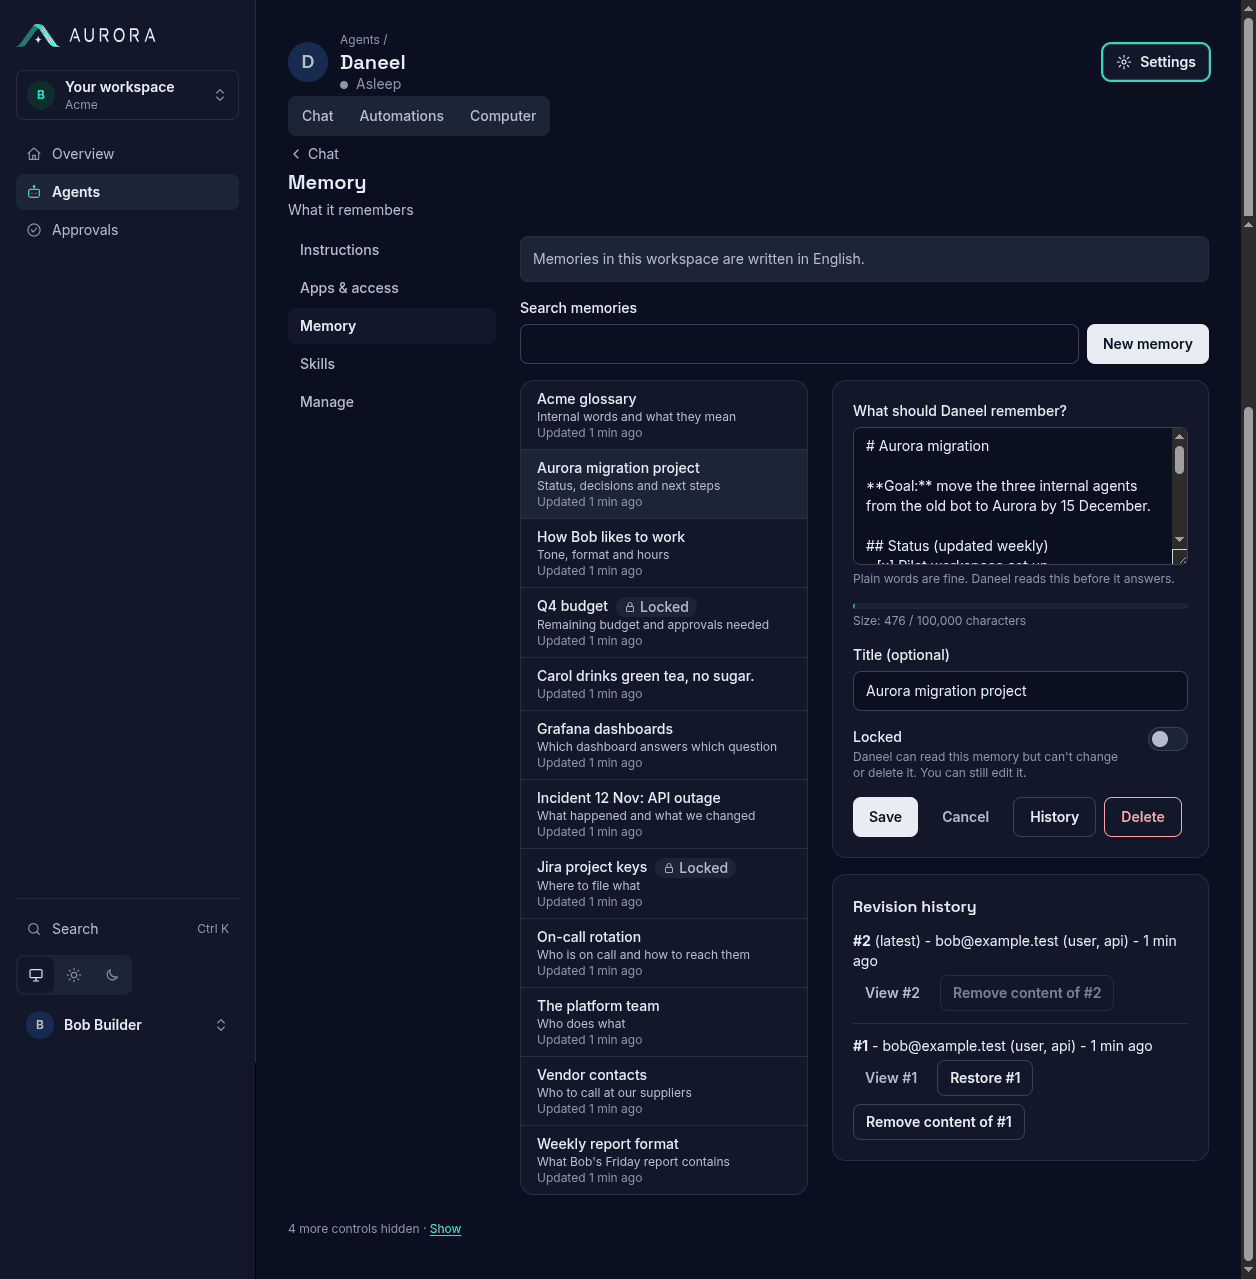 AURORA
B
Your workspace
Acme
Overview
Agents
Approvals
Search
Ctrl K
B
Bob Builder
D
Agents /
Daneel
Asleep
Settings
Chat
Automations
Computer
Chat
Memory
What it remembers
Instructions
Apps & access
Memory
Skills
Manage
Memories in this workspace are written in English.
Search memories
New memory
Acme glossary
Internal words and what they mean
Updated 1 min ago
Aurora migration project
Status, decisions and next steps
Updated 1 min ago
How Bob likes to work
Tone, format and hours
Updated 1 min ago
Q4 budget
Locked
Remaining budget and approvals needed
Updated 1 min ago
Carol drinks green tea, no sugar.
Updated 1 min ago
Grafana dashboards
Which dashboard answers which question
Updated 1 min ago
Incident 12 Nov: API outage
What happened and what we changed
Updated 1 min ago
Jira project keys
Locked
Where to file what
Updated 1 min ago
On-call rotation
Who is on call and how to reach them
Updated 1 min ago
The platform team
Who does what
Updated 1 min ago
Vendor contacts
Who to call at our suppliers
Updated 1 min ago
Weekly report format
What Bob's Friday report contains
Updated 1 min ago
What should Daneel remember?
# Aurora migration
**Goal:** move the three internal agents
from the old bot to Aurora by 15 December.
## Status (updated weekly)
- [x] Pilot workspace set up
Plain words are fine. Daneel reads this before it answers.
Size: 476 / 100,000 characters
Title (optional)
Aurora migration project
Locked
Daneel can read this memory but can't change
or delete it. You can still edit it.
Save
Cancel
History
Delete
Revision history
#2 (latest) - bob@example.test (user, api) - 1 min
ago
View #2
Remove content of #2
#1 - bob@example.test (user, api) - 1 min ago
View #1
Restore #1
Remove content of #1
4 more controls hidden · Show